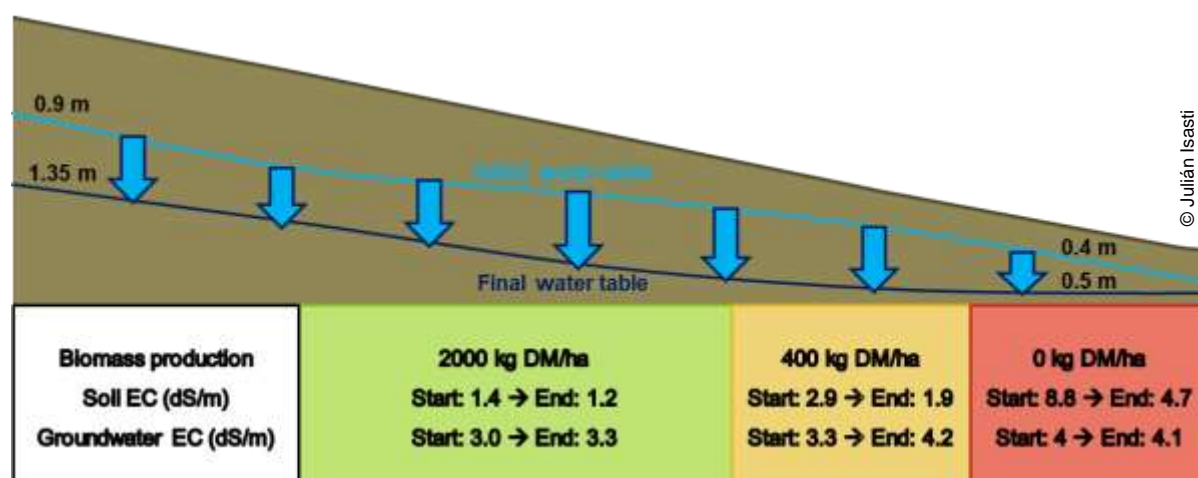 0.9 m
1.35 m
water table
Final water table
0.4 m
0.5 m
© Julián Isasti
Biomass production
Soil EC (dS/m)
Groundwater EC (dS/m)
2000 kg DM/ha
Start: 1.4 → End: 1.2
Start: 3.0 → End: 3.3
400 kg DM/ha
Start: 2.9 → End: 1.9
Start: 3.3 → End: 4.2
0 kg DM/ha
Start: 8.8 → End: 4.7
Start: 4 → End: 4.1